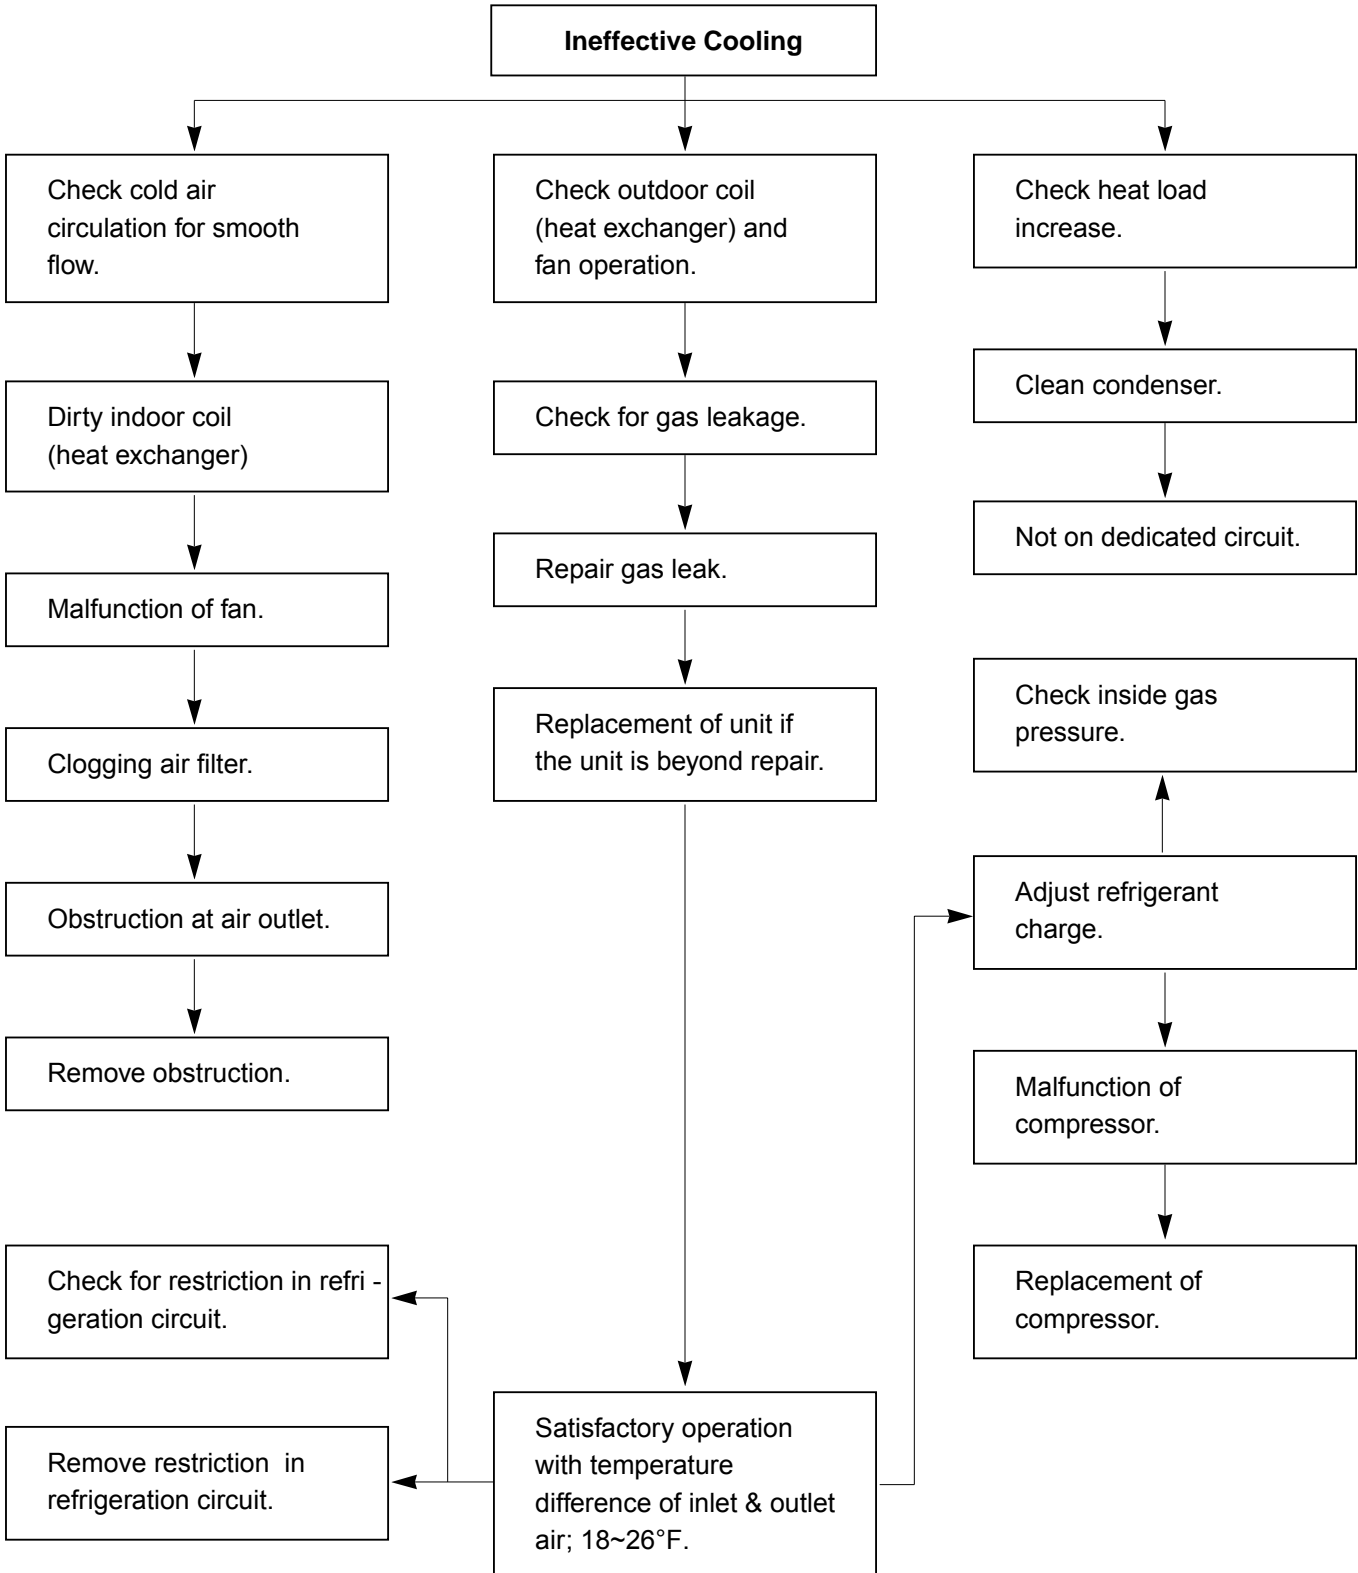 Ineffective Cooling
Check cold air
circulation for smooth
flow.
Check outdoor coil
(heat exchanger) and
fan operation.
Check heat load
increase.
Dirty indoor coil
(heat exchanger)
Check for gas leakage.
Clean condenser.
Not on dedicated circuit.
Malfunction of fan.
Repair gas leak.
Clogging air filter.
Replacement of unit if
the unit is beyond repair.
Check inside gas
pressure.
Obstruction at air outlet.
Adjust refrigerant
charge.
Remove obstruction.
Malfunction of
compressor.
Check for restriction in refri -
geration circuit.
Replacement of
compressor.
Remove restriction  in
refrigeration circuit.
Satisfactory operation
with temperature
difference of inlet & outlet
air; 18~26°F.